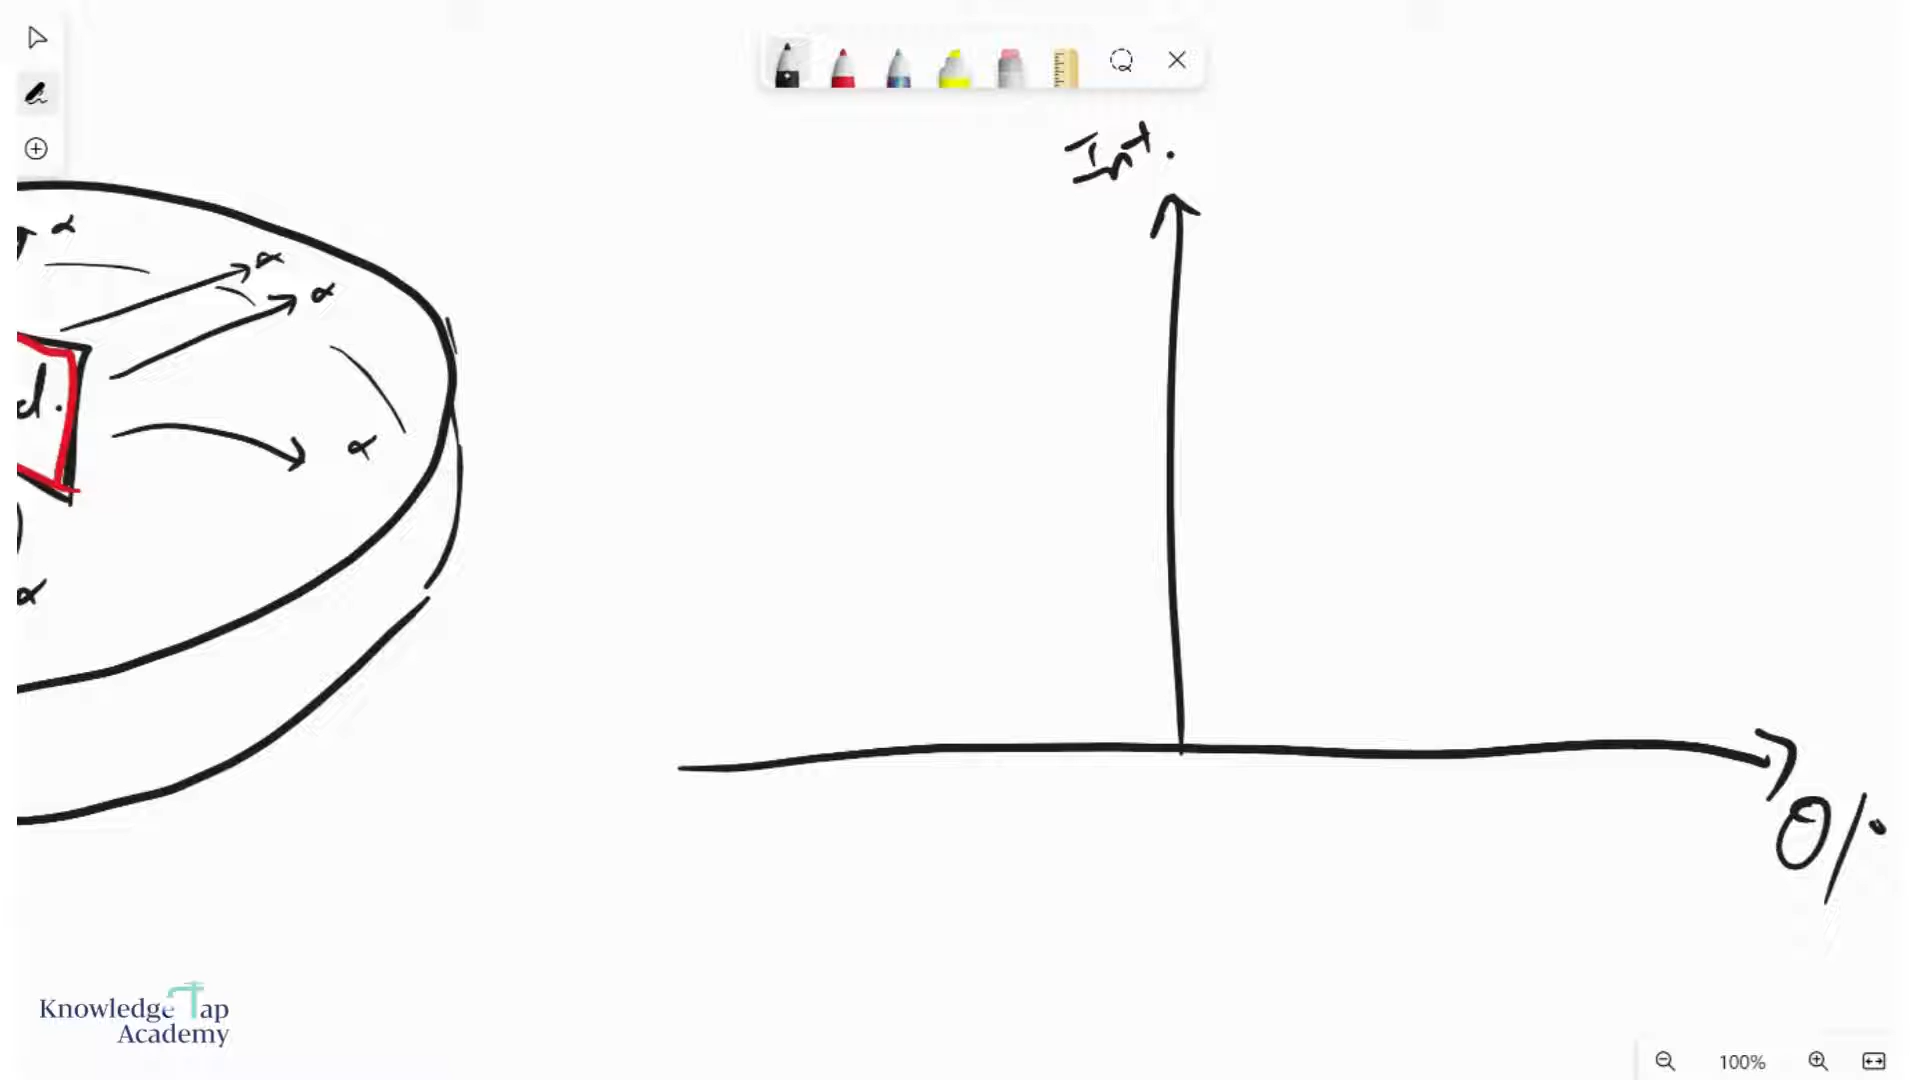 Int.
α
α
α
d.
α
α
θ/°
Knowledge Tap
Academy
100%